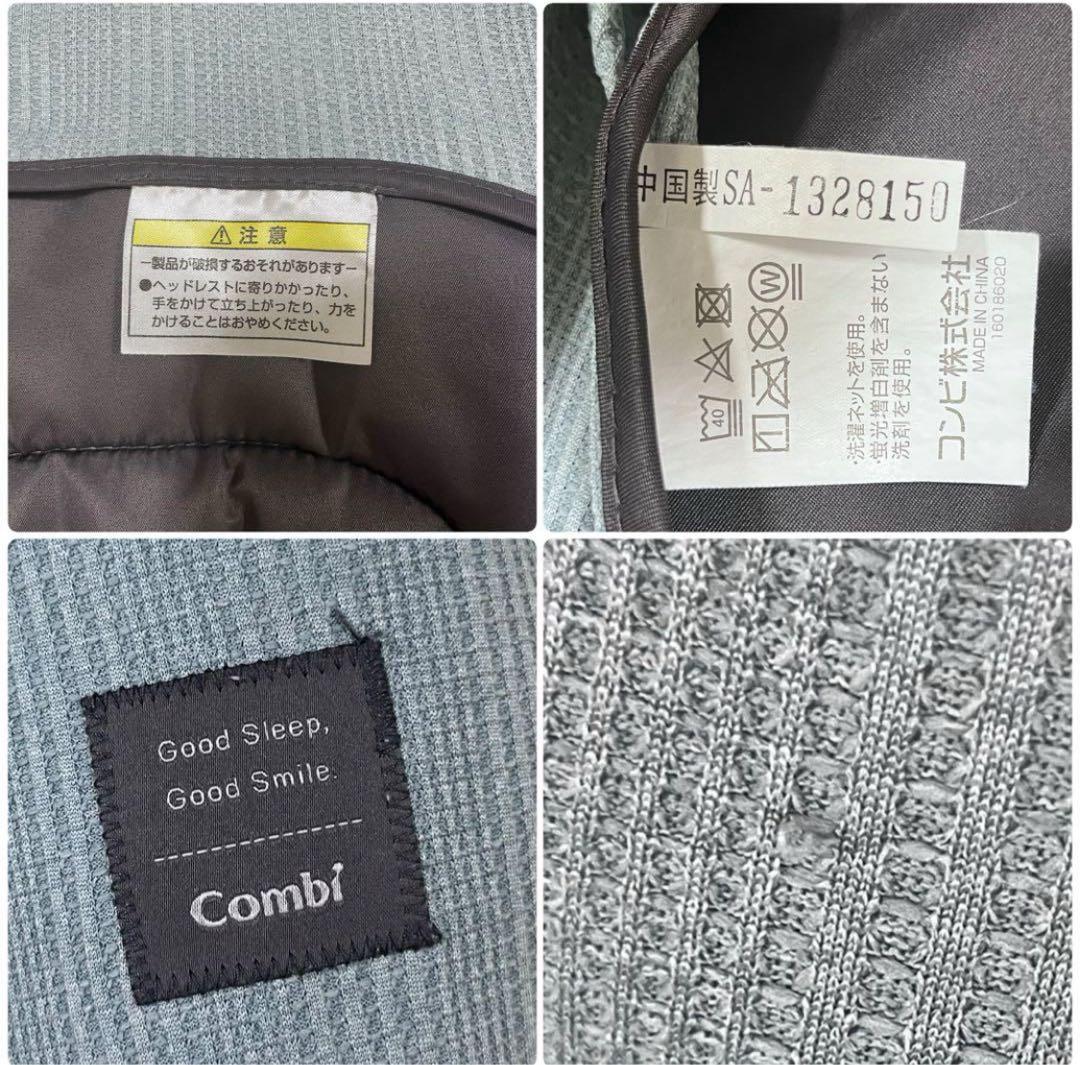 ⚠注意
ー製品が破損するおそれがありますー
●ヘッドレストに寄りかかったり、
手をかけて立ち上がったり、力を
かけることはおやめください。
中国製SA-1328150
40
W
・洗濯ネットを使用。
・蛍光増白剤を含まない
洗剤を使用。
コンビ株式会社
MADE IN CHINA
160186020
Good Sleep,
Good Smile.
Combi